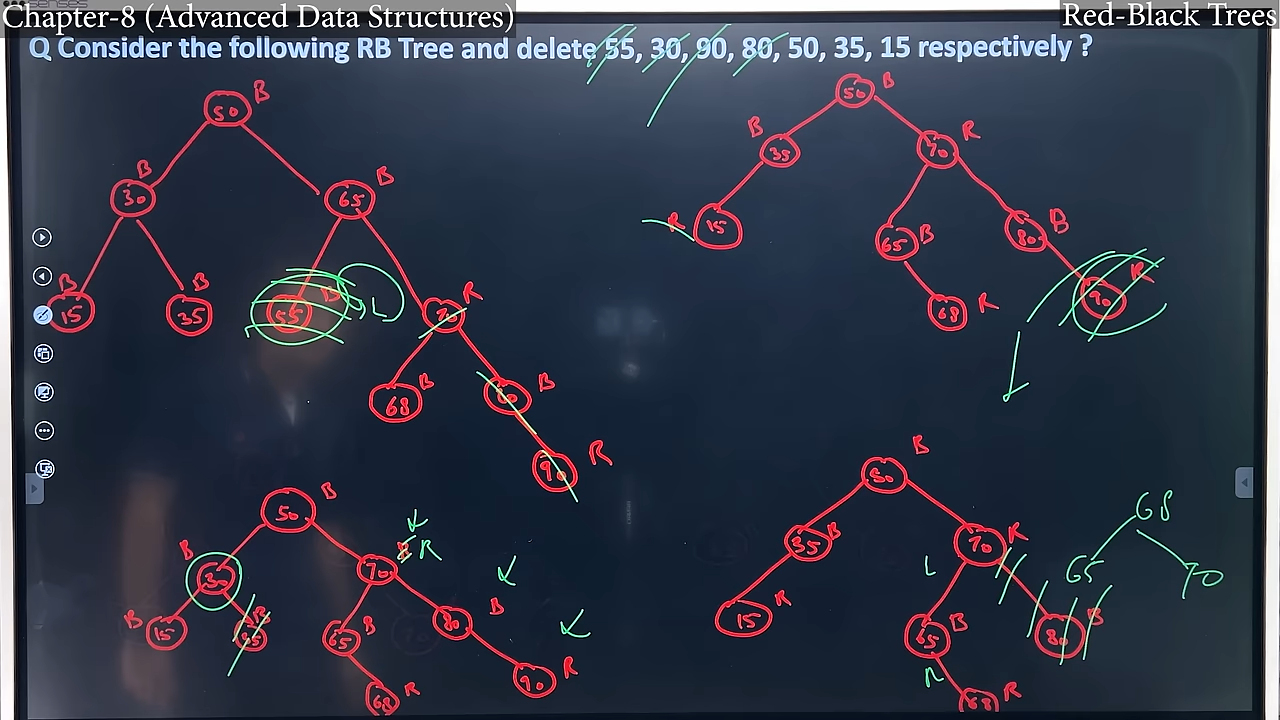 Chapter-8 (Advanced Data Structures)
Red-Black Trees
Q Consider the following RB Tree and delete 55, 30, 90, 80, 50, 35, 15 respectively ?
50 B
30 B
65 B
15 B
35 B
55 B
L
70 R
68 B
80 B
90 R
50 B
35 B
70 R
15 R
65 B
80 B
68 R
90 R
50 B
30 B
70 B R
15 B
35
65 B
80 B
68 R
90 R
50 B
35 B
70 R
15 R
L
65 B
80 B
R
68 R
68
65
70